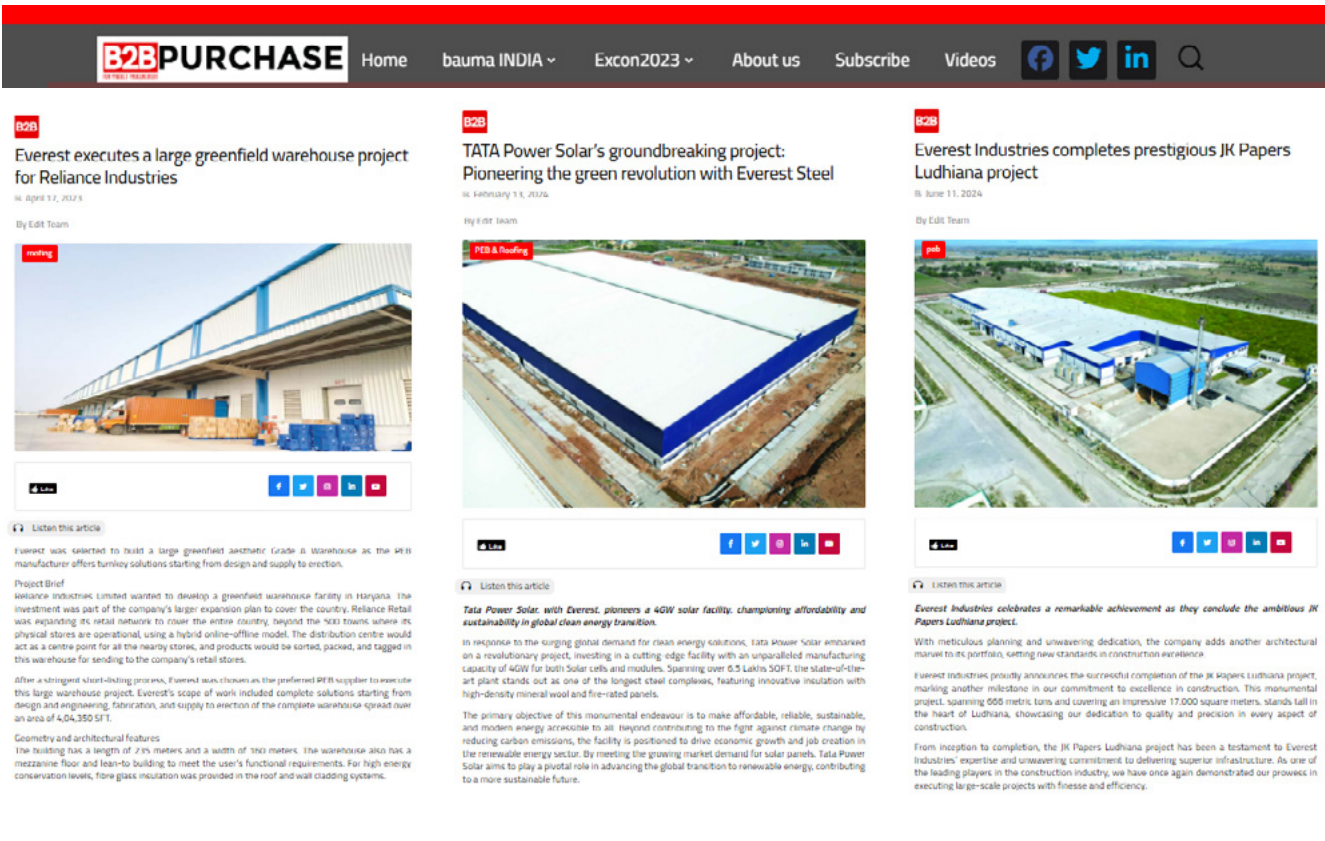 B2BPURCHASE
Home
bauma INDIA
Excon2023
About us
Subscribe
Videos
B2B
Everest executes a large greenfield warehouse project
for Reliance Industries
April 17, 2023
By Edit Team
roofing
Like
Listen this article
Everest was selected to build a large greenfield aesthetic Grade A Warehouse as the PEB
manufacturer offers turnkey solutions starting from design and supply to erection.
Project Brief
Reliance Industries Limited wanted to develop a greenfield warehouse facility in Haryana. The
investment was part of the company's larger expansion plan to cover the country. Reliance Retail
was expanding its retail network to cover the entire country, beyond the 500 towns where its
physical stores are operational, using a hybrid online-offline model. The distribution centre would
act as a centre point for all the nearby stores, and products would be sorted, packed, and tagged in
this warehouse for sending to the company's retail stores.
After a stringent short-listing process, Everest was chosen as the preferred PEB supplier to execute
this large warehouse project. Everest's scope of work included complete solutions starting from
design and engineering, fabrication, and supply to erection of the complete warehouse spread over
an area of 4,04,350 SFT.
Geometry and architectural features
The building has a length of 235 meters and a width of 160 meters. The warehouse also has a
mezzanine floor and lean-to building to meet the user's functional requirements. For high energy
conservation levels, fibre glass insulation was provided in the roof and wall cladding systems.
B2B
TATA Power Solar's groundbreaking project:
Pioneering the green revolution with Everest Steel
February 13, 2024
By Edit Team
PEB & Roofing
Like
Listen this article
Tata Power Solar, with Everest, pioneers a 4GW solar facility, championing affordability and
sustainability in global clean energy transition.
In response to the surging global demand for clean energy solutions, Tata Power Solar embarked
on a revolutionary project, investing in a cutting-edge facility with an unparalleled manufacturing
capacity of 4GW for both Solar cells and modules. Spanning over 6.5 Lakhs SQFT, the state-of-the-
art plant stands out as one of the longest steel complexes, featuring innovative insulation with
high-density mineral wool and fire-rated panels.
The primary objective of this monumental endeavour is to make affordable, reliable, sustainable,
and modern energy accessible to all. Beyond contributing to the fight against climate change by
reducing carbon emissions, the facility is positioned to drive economic growth and job creation in
the renewable energy sector. By meeting the growing market demand for solar panels, Tata Power
Solar aims to play a pivotal role in advancing the global transition to renewable energy, contributing
to a more sustainable future.
B2B
Everest Industries completes prestigious JK Papers
Ludhiana project
June 11, 2024
By Edit Team
peb
Like
Listen this article
Everest Industries celebrates a remarkable achievement as they conclude the ambitious JK
Papers Ludhiana project.
With meticulous planning and unwavering dedication, the company adds another architectural
marvel to its portfolio, setting new standards in construction excellence.
Everest Industries proudly announces the successful completion of the JK Papers Ludhiana project,
marking another milestone in our commitment to excellence in construction. This monumental
project, spanning 666 metric tons and covering an impressive 17,000 square meters, stands tall in
the heart of Ludhiana, showcasing our dedication to quality and precision in every aspect of
construction.
From inception to completion, the JK Papers Ludhiana project has been a testament to Everest
Industries' expertise and unwavering commitment to delivering superior infrastructure. As one of
the leading players in the construction industry, we have once again demonstrated our prowess in
executing large-scale projects with finesse and efficiency.